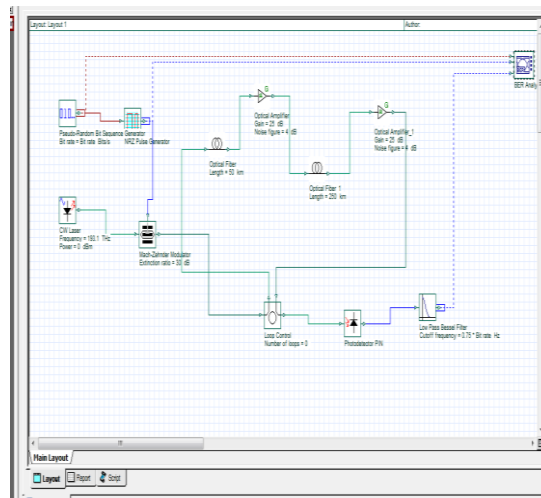 Layout: Layout 1
Author:
BER Analy
G
Optical Amplifier
Gain = 25 dB
Noise figure = 4 dB
G
Optical Amplifier_1
Gain = 25 dB
Noise figure = 4 dB
Pseudo-Random Bit Sequence Generator
Bit rate = Bit rate Bits/s
NRZ Pulse Generator
Optical Fiber
Length = 50 km
Optical Fiber 1
Length = 250 km
CW Laser
Frequency = 193.1 THz
Power = 0 dBm
Mach-Zehnder Modulator
Extinction ratio = 30 dB
Loop Control
Number of loops = 0
Photodetector PIN
Low Pass Bessel Filter
Cutoff frequency = 0.75 * Bit rate Hz
Main Layout
Layout
Report
Script